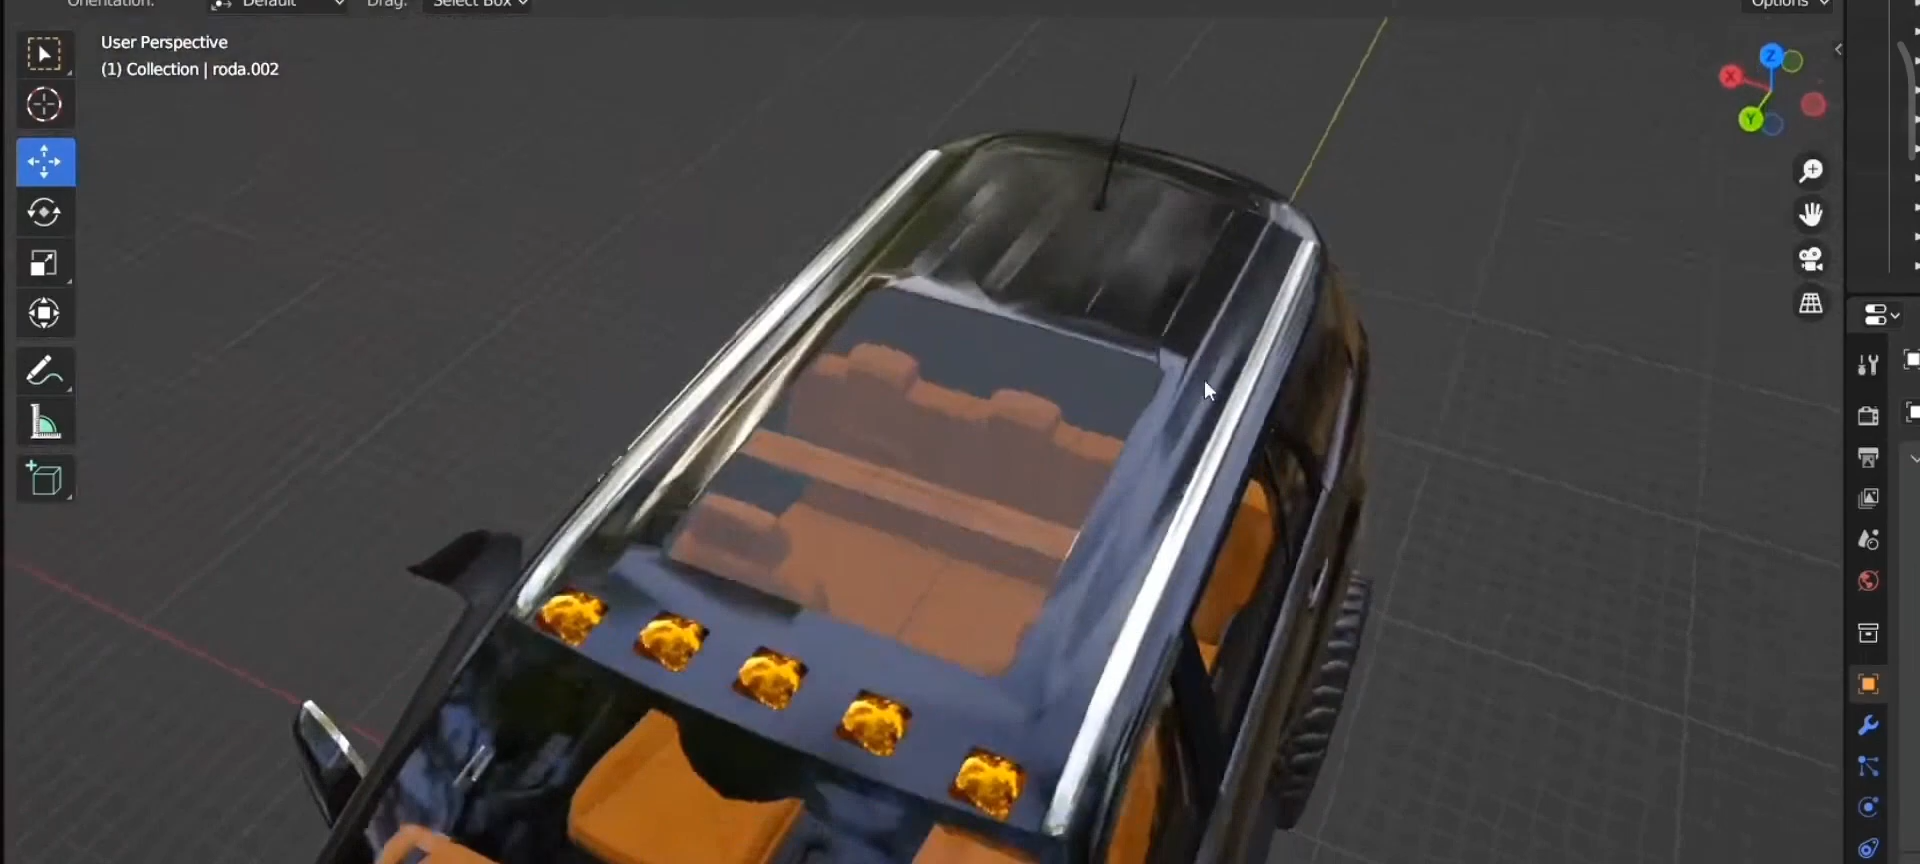 Orientation: Default Drag: Select Box Options
User Perspective
(1) Collection | roda.002
Z
X
Y